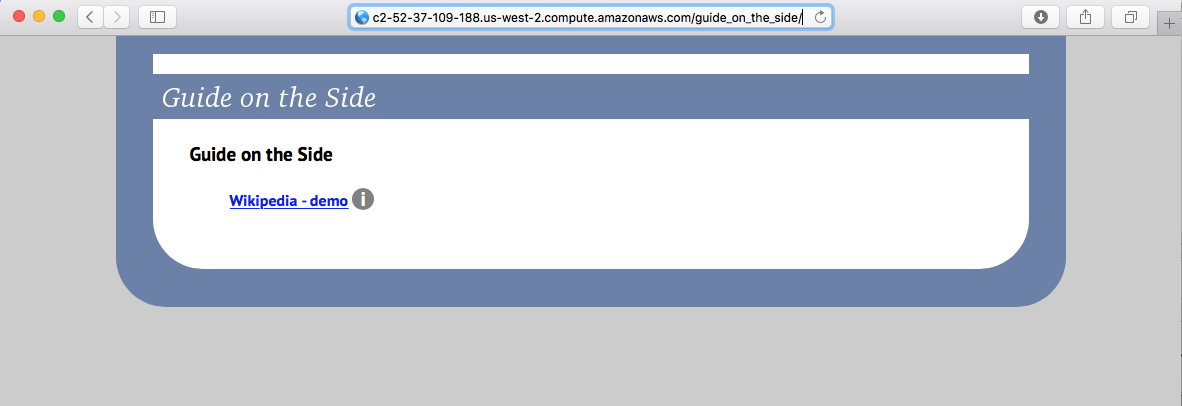 c2-52-37-109-188.us-west-2.compute.amazonaws.com/guide_on_the_side/
Guide on the Side
Guide on the Side
Wikipedia - demo i